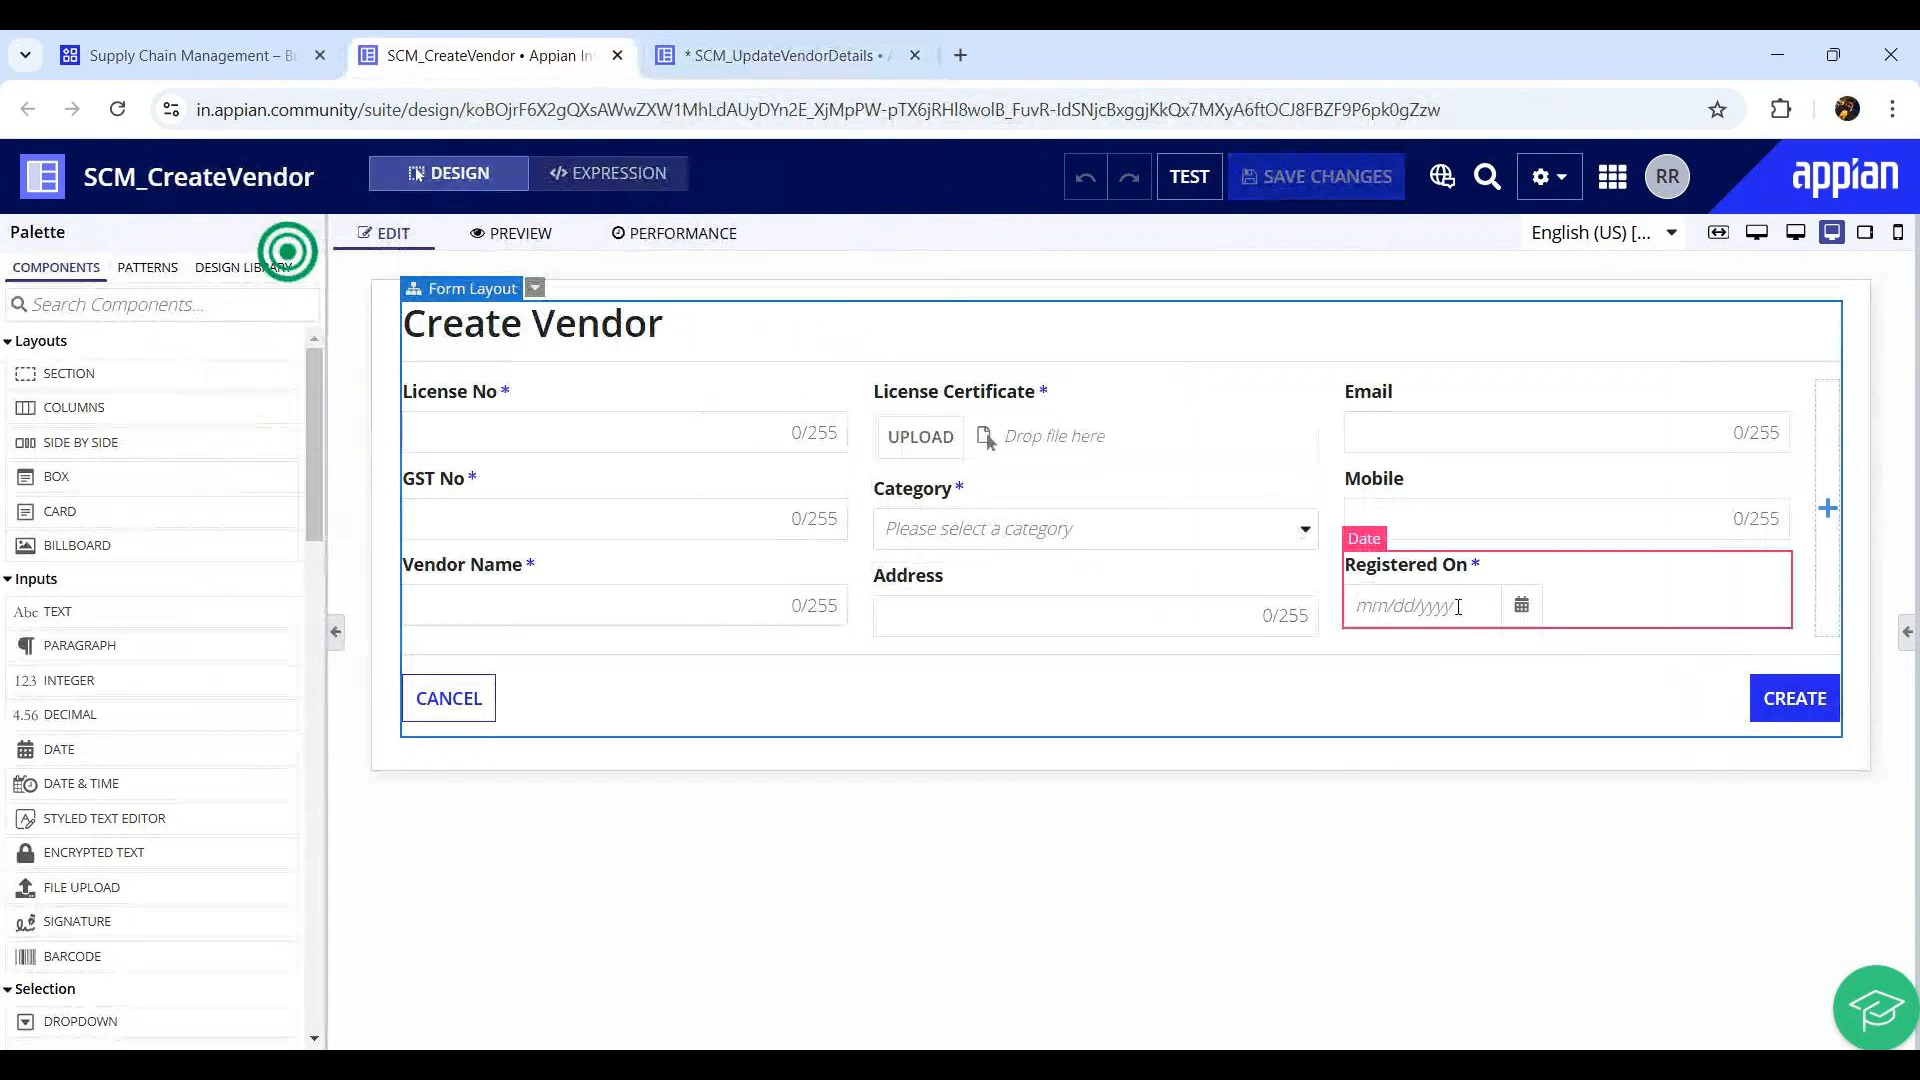 Supply Chain Management – B
SCM_CreateVendor • Appian In
* SCM_UpdateVendorDetails •
in.appian.community/suite/design/koBOjrF6X2gQXsAWwZXW1MhLdAUyDYn2E_XjMpPW-pTX6jRHl8wolB_FuvR-IdSNjcBxggjKkQx7MXyA6ftOCJ8FBZF9P6pk0gZzw
SCM_CreateVendor
DESIGN
</> EXPRESSION
TEST
SAVE CHANGES
RR
appian
Palette
EDIT
PREVIEW
PERFORMANCE
English (US) [...
COMPONENTS
PATTERNS
DESIGN LIBRARY
Search Components...
Layouts
SECTION
COLUMNS
SIDE BY SIDE
BOX
CARD
BILLBOARD
Inputs
Abc TEXT
PARAGRAPH
123 INTEGER
4.56 DECIMAL
DATE
DATE & TIME
STYLED TEXT EDITOR
ENCRYPTED TEXT
FILE UPLOAD
SIGNATURE
BARCODE
Selection
DROPDOWN
Form Layout
Create Vendor
License No *
0/255
GST No *
0/255
Vendor Name *
0/255
License Certificate *
UPLOAD
Drop file here
Category *
Please select a category
Address
0/255
Email
0/255
Mobile
0/255
Date
Registered On *
mm/dd/yyyy
CANCEL
CREATE